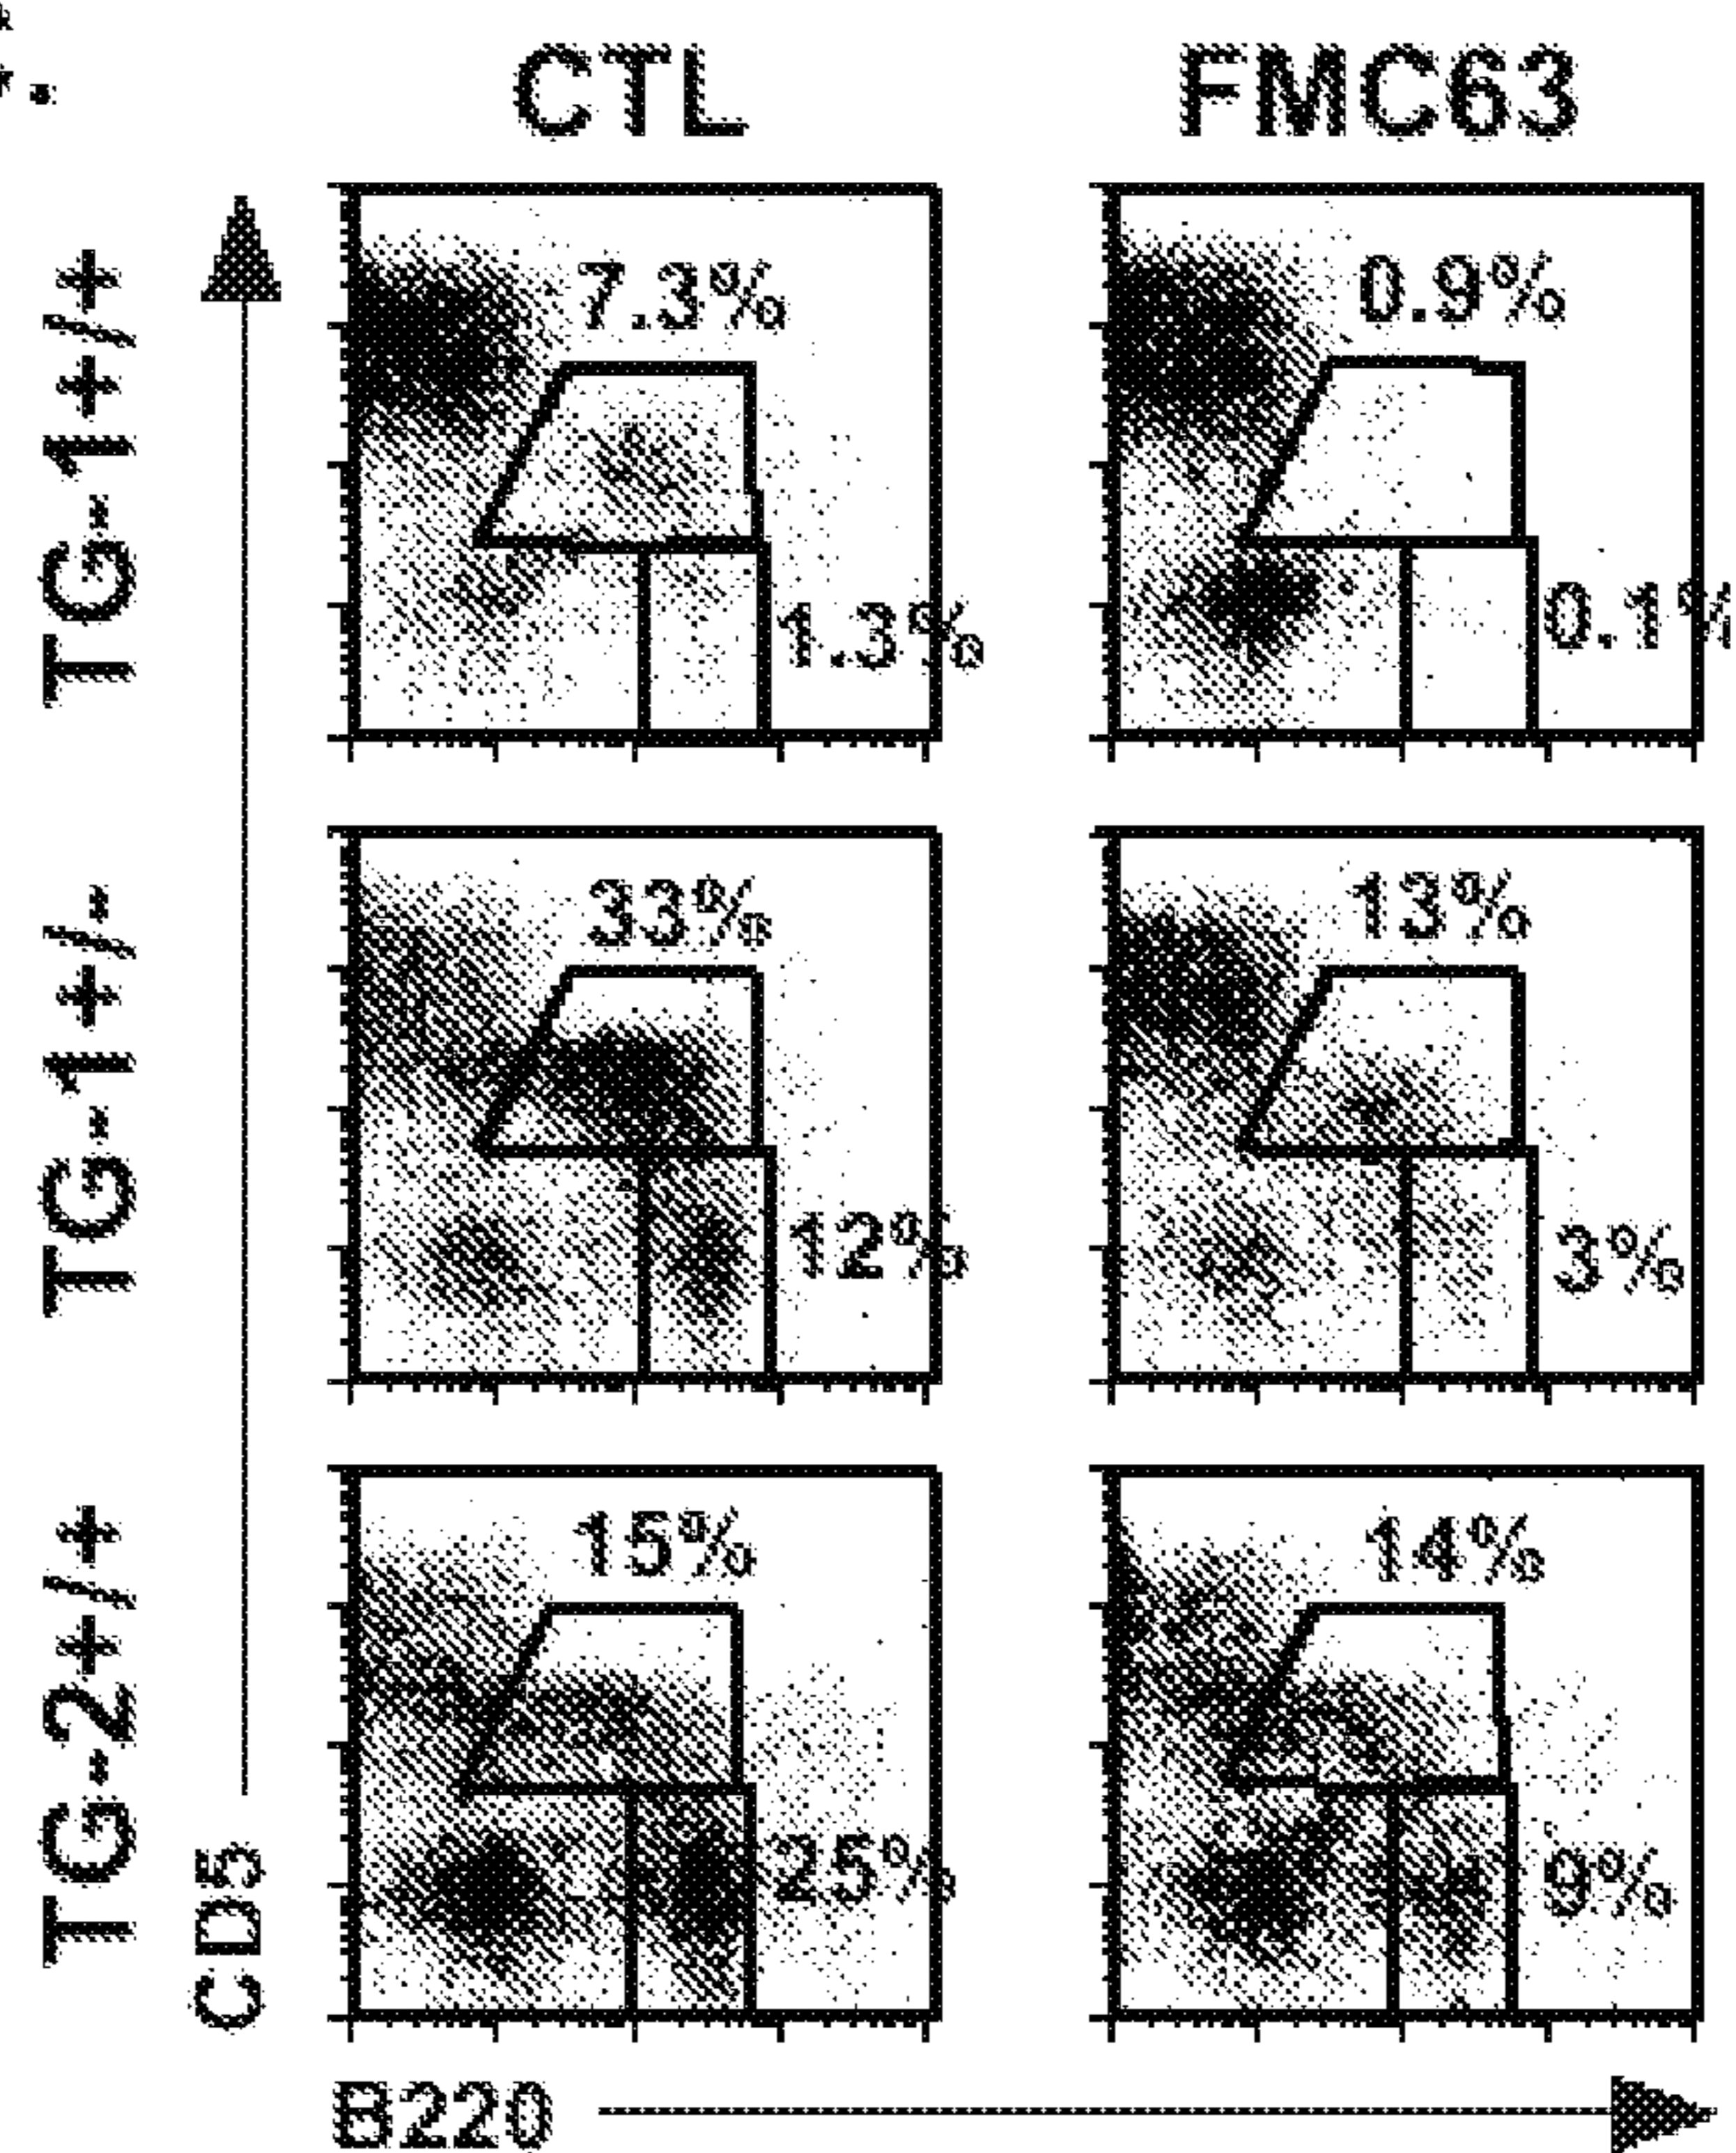 CTL FMC63
TG-1+/+
7.3% 0.9%
1.3% 0.1%
TG-1+/-
33% 13%
12% 3%
TG-2+/+
15% 14%
25% 9%
CD5
B220